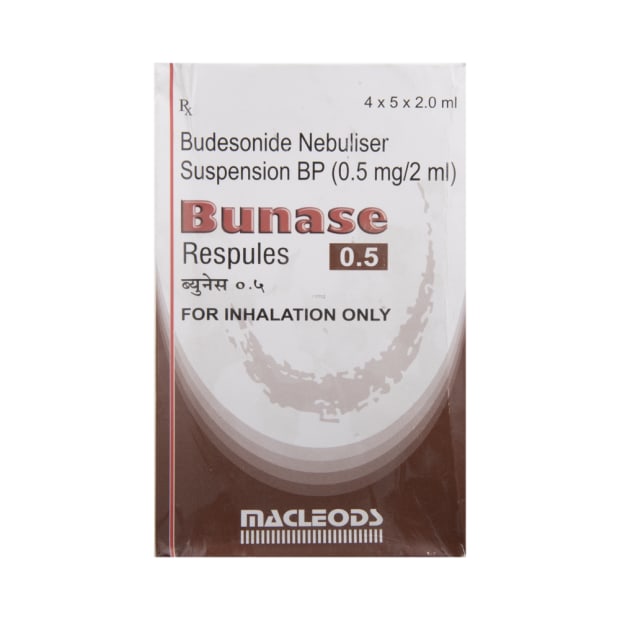 Rx
4 x 5 x 2.0 ml
Budesonide Nebuliser
Suspension BP (0.5 mg/2 ml)
Bunase
Respules 0.5
ब्युनेस ०.५
FOR INHALATION ONLY
MACLEODS